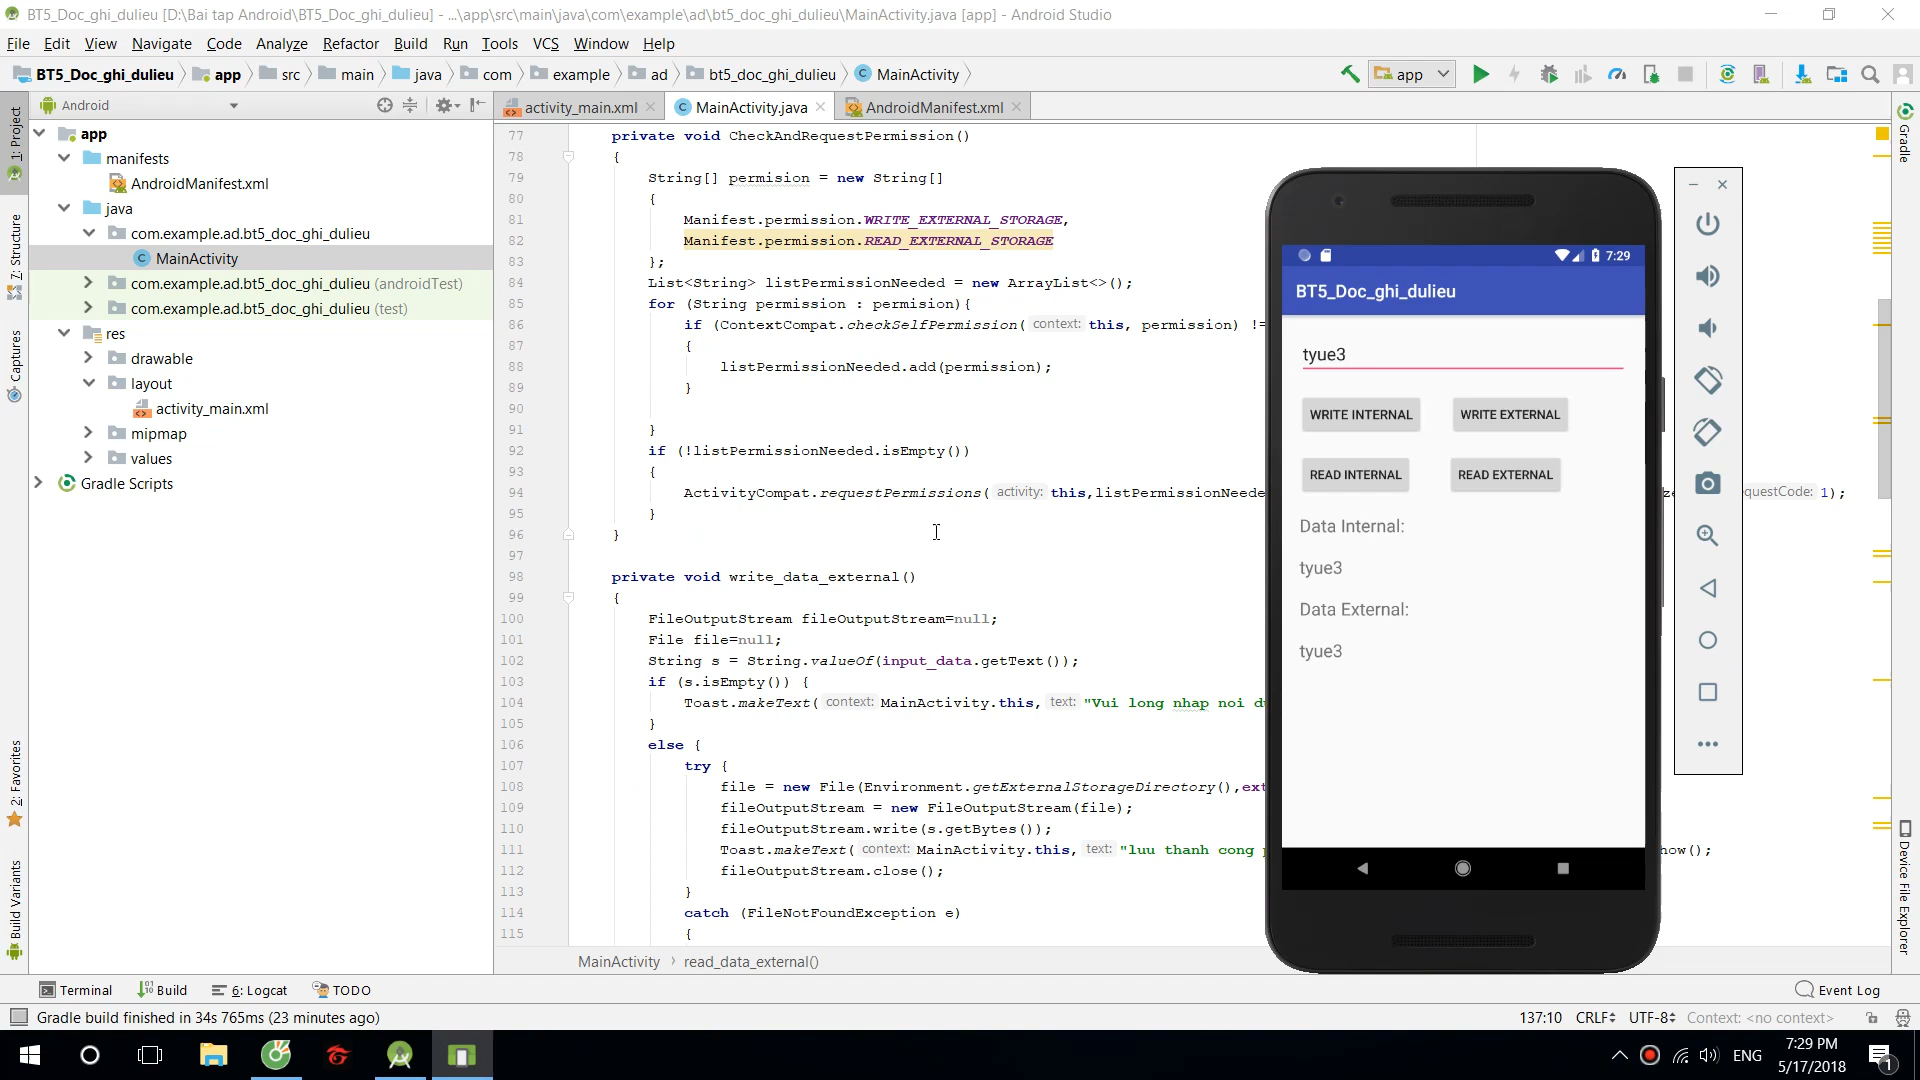 BT5_Doc_ghi_dulieu [D:\Bai tap Android\BT5_Doc_ghi_dulieu] - ...\app\src\main\java\com\example\ad\bt5_doc_ghi_dulieu\MainActivity.java [app] - Android Studio
File Edit View Navigate Code Analyze Refactor Build Run Tools VCS Window Help
BT5_Doc_ghi_dulieu app src main java com example ad bt5_doc_ghi_dulieu MainActivity app
Android activity_main.xml MainActivity.java AndroidManifest.xml
1: Project
7: Structure
Captures
2: Favorites
Build Variants
app
manifests
AndroidManifest.xml
java
com.example.ad.bt5_doc_ghi_dulieu
MainActivity
com.example.ad.bt5_doc_ghi_dulieu (androidTest)
com.example.ad.bt5_doc_ghi_dulieu (test)
res
drawable
layout
activity_main.xml
mipmap
values
Gradle Scripts
77 private void CheckAndRequestPermission()
78 {
79 String[] permision = new String[]
80 {
81 Manifest.permission.WRITE_EXTERNAL_STORAGE,
82 Manifest.permission.READ_EXTERNAL_STORAGE
83 };
84 List<String> listPermissionNeeded = new ArrayList<>();
85 for (String permission : permision){
86 if (ContextCompat.checkSelfPermission( context: this, permission) !=
87 {
88 listPermissionNeeded.add(permission);
89 }
90
91 }
92 if (!listPermissionNeeded.isEmpty())
93 {
94 ActivityCompat.requestPermissions( activity: this,listPermissionNeede ze questCode: 1);
95 }
96 }
97
98 private void write_data_external()
99 {
100 FileOutputStream fileOutputStream=null;
101 File file=null;
102 String s = String.valueOf(input_data.getText());
103 if (s.isEmpty()) {
104 Toast.makeText( context: MainActivity.this, text: "Vui long nhap noi d
105 }
106 else {
107 try {
108 file = new File(Environment.getExternalStorageDirectory(),ext
109 fileOutputStream = new FileOutputStream(file);
110 fileOutputStream.write(s.getBytes());
111 Toast.makeText( context: MainActivity.this, text: "luu thanh cong how();
112 fileOutputStream.close();
113 }
114 catch (FileNotFoundException e)
115 {
MainActivity read_data_external()
7:29
BT5_Doc_ghi_dulieu
tyue3
WRITE INTERNAL WRITE EXTERNAL
READ INTERNAL READ EXTERNAL
Data Internal:
tyue3
Data External:
tyue3
Gradle
Device File Explorer
Terminal Build 6: Logcat TODO Event Log
Gradle build finished in 34s 765ms (23 minutes ago) 137:10 CRLF UTF-8 Context: <no context>
ENG
7:29 PM
5/17/2018
1